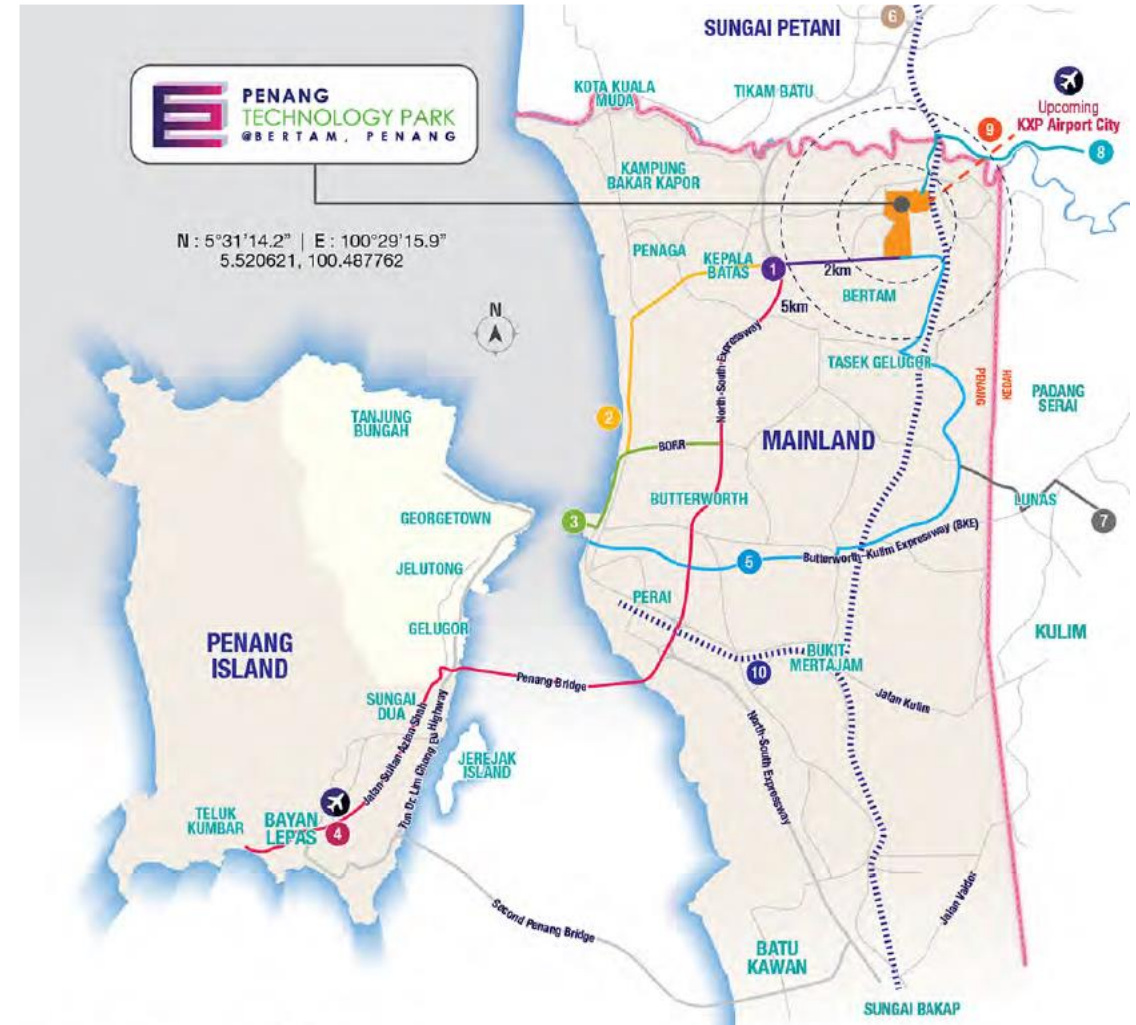 SUNGAI PETANI
6
PENANG
TECHNOLOGY PARK
@BERTAM, PENANG
KOTA KUALA
MUDA
TIKAM BATU
Upcoming
KXP Airport City
9
8
KAMPUNG
BAKAR KAPOR
N : 5°31'14.2" | E : 100°29'15.9"
5.520621, 100.487762
PENAGA
KEPALA
BATAS
1
2km
BERTAM
5km
N
North-South Expressway
TASEK GELUGOR
PENANG
KEDAH
PADANG
SERAI
2
TANJUNG
BUNGAH
MAINLAND
BORR
BUTTERWORTH
LUNAS
7
GEORGETOWN
3
Butterworth-Kulim Expressway (BKE)
5
JELUTONG
PERAI
GELUGOR
KULIM
PENANG
ISLAND
BUKIT
MERTAJAM
10
Penang Bridge
Jalan Kulim
SUNGAI
DUA
Jalan Sultan Azlan Shah
Tun Dr Lim Chong Eu Highway
JEREJAK
ISLAND
North-South Expressway
TELUK
KUMBAR
BAYAN
LEPAS
4
Jalan Valdor
Second Penang Bridge
BATU
KAWAN
SUNGAI BAKAP